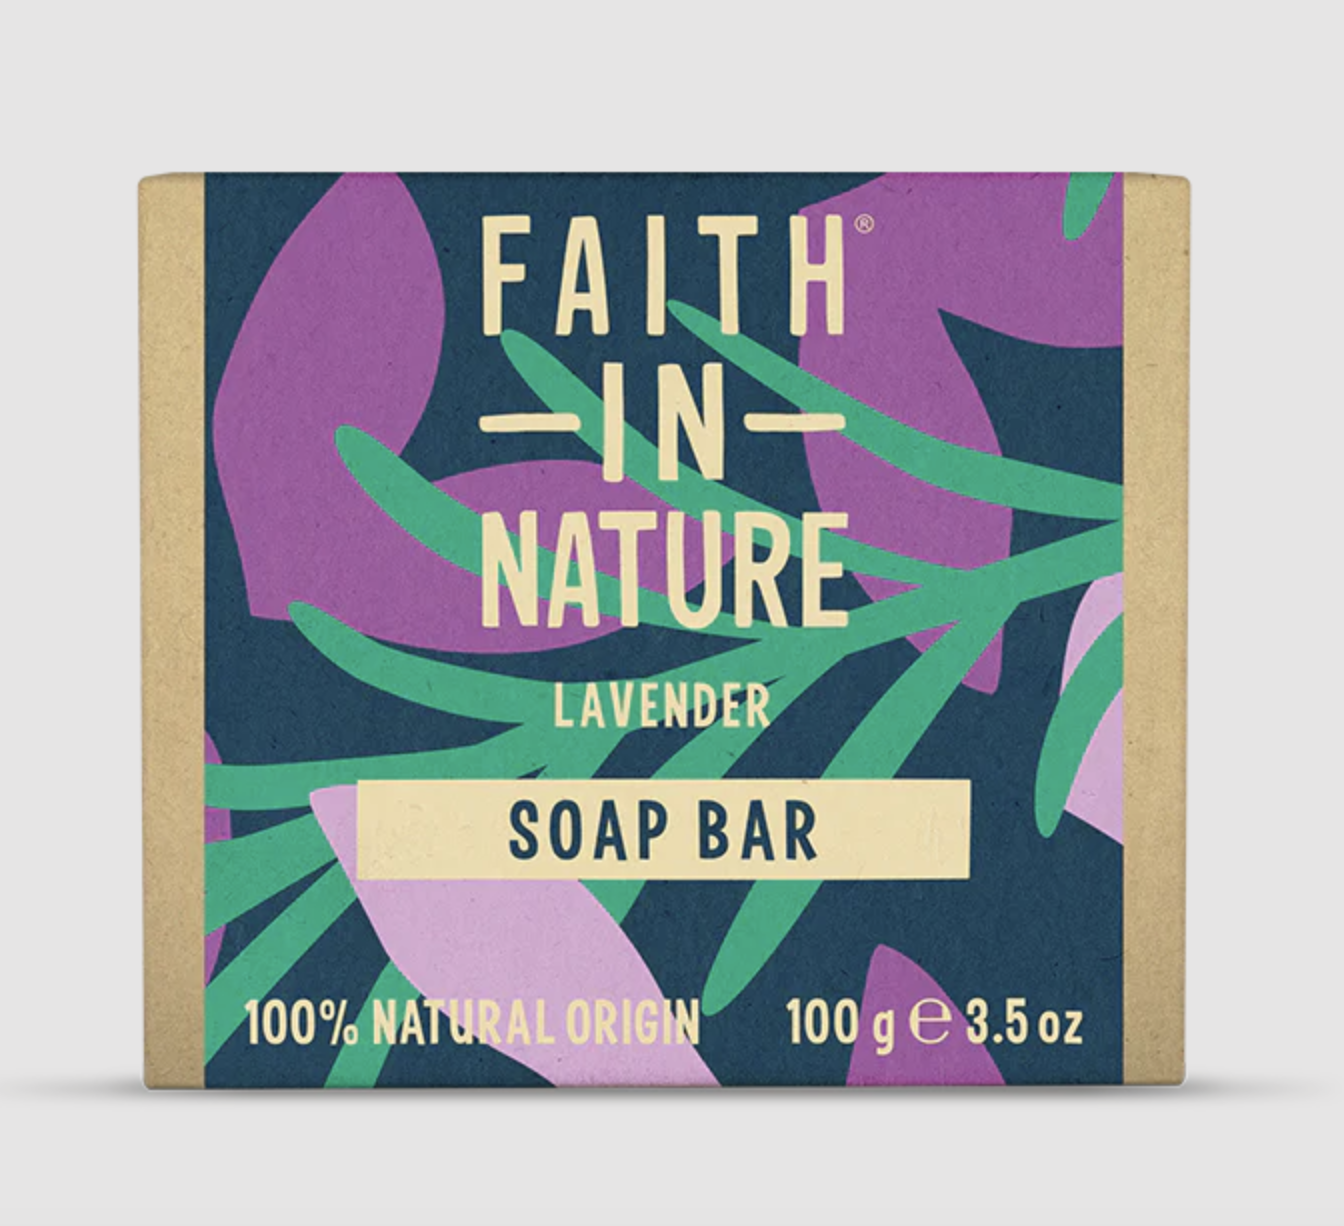 FAITH®
IN
NATURE
LAVENDER
SOAP BAR
100% NATURAL ORIGIN
100 g ℮ 3.5 oz